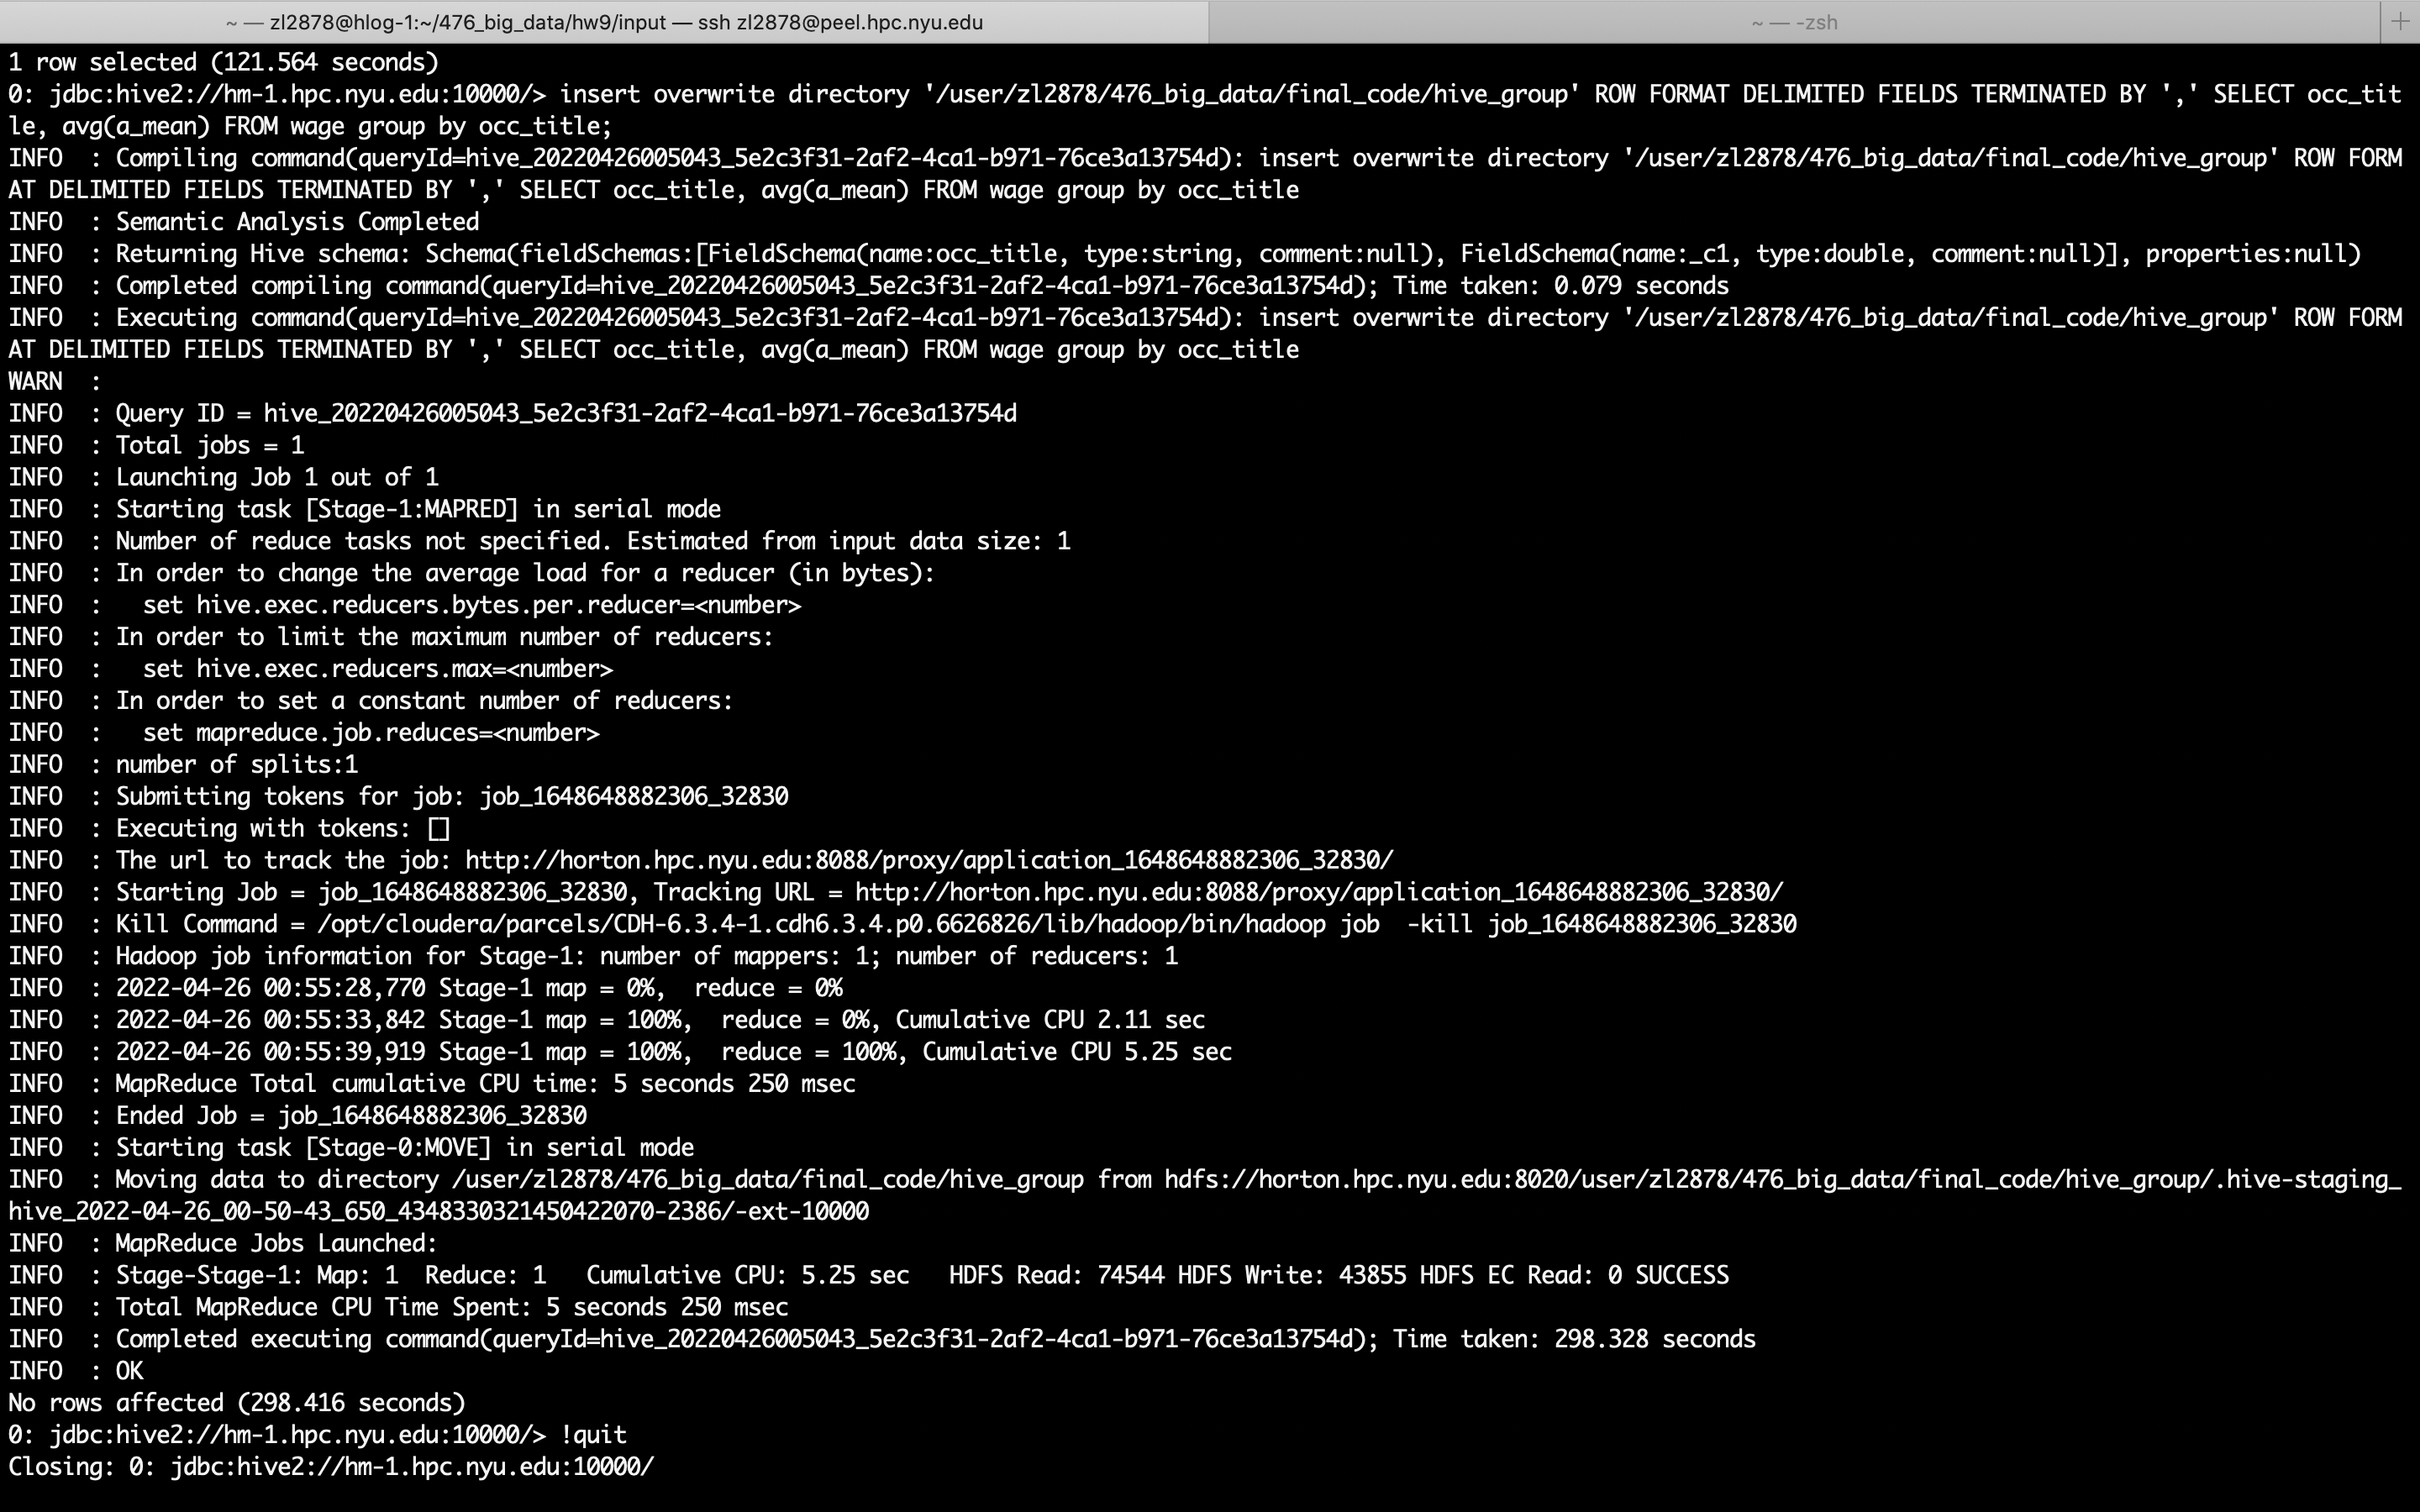 ~ — zl2878@hlog-1:~/476_big_data/hw9/input — ssh zl2878@peel.hpc.nyu.edu
~ — -zsh
+
1 row selected (121.564 seconds)
0: jdbc:hive2://hm-1.hpc.nyu.edu:10000/> insert overwrite directory '/user/zl2878/476_big_data/final_code/hive_group' ROW FORMAT DELIMITED FIELDS TERMINATED BY ',' SELECT occ_tit
le, avg(a_mean) FROM wage group by occ_title;
INFO  : Compiling command(queryId=hive_20220426005043_5e2c3f31-2af2-4ca1-b971-76ce3a13754d): insert overwrite directory '/user/zl2878/476_big_data/final_code/hive_group' ROW FORM
AT DELIMITED FIELDS TERMINATED BY ',' SELECT occ_title, avg(a_mean) FROM wage group by occ_title
INFO  : Semantic Analysis Completed
INFO  : Returning Hive schema: Schema(fieldSchemas:[FieldSchema(name:occ_title, type:string, comment:null), FieldSchema(name:_c1, type:double, comment:null)], properties:null)
INFO  : Completed compiling command(queryId=hive_20220426005043_5e2c3f31-2af2-4ca1-b971-76ce3a13754d); Time taken: 0.079 seconds
INFO  : Executing command(queryId=hive_20220426005043_5e2c3f31-2af2-4ca1-b971-76ce3a13754d): insert overwrite directory '/user/zl2878/476_big_data/final_code/hive_group' ROW FORM
AT DELIMITED FIELDS TERMINATED BY ',' SELECT occ_title, avg(a_mean) FROM wage group by occ_title
WARN  :
INFO  : Query ID = hive_20220426005043_5e2c3f31-2af2-4ca1-b971-76ce3a13754d
INFO  : Total jobs = 1
INFO  : Launching Job 1 out of 1
INFO  : Starting task [Stage-1:MAPRED] in serial mode
INFO  : Number of reduce tasks not specified. Estimated from input data size: 1
INFO  : In order to change the average load for a reducer (in bytes):
INFO  :   set hive.exec.reducers.bytes.per.reducer=<number>
INFO  : In order to limit the maximum number of reducers:
INFO  :   set hive.exec.reducers.max=<number>
INFO  : In order to set a constant number of reducers:
INFO  :   set mapreduce.job.reduces=<number>
INFO  : number of splits:1
INFO  : Submitting tokens for job: job_1648648882306_32830
INFO  : Executing with tokens: []
INFO  : The url to track the job: http://horton.hpc.nyu.edu:8088/proxy/application_1648648882306_32830/
INFO  : Starting Job = job_1648648882306_32830, Tracking URL = http://horton.hpc.nyu.edu:8088/proxy/application_1648648882306_32830/
INFO  : Kill Command = /opt/cloudera/parcels/CDH-6.3.4-1.cdh6.3.4.p0.6626826/lib/hadoop/bin/hadoop job  -kill job_1648648882306_32830
INFO  : Hadoop job information for Stage-1: number of mappers: 1; number of reducers: 1
INFO  : 2022-04-26 00:55:28,770 Stage-1 map = 0%,  reduce = 0%
INFO  : 2022-04-26 00:55:33,842 Stage-1 map = 100%,  reduce = 0%, Cumulative CPU 2.11 sec
INFO  : 2022-04-26 00:55:39,919 Stage-1 map = 100%,  reduce = 100%, Cumulative CPU 5.25 sec
INFO  : MapReduce Total cumulative CPU time: 5 seconds 250 msec
INFO  : Ended Job = job_1648648882306_32830
INFO  : Starting task [Stage-0:MOVE] in serial mode
INFO  : Moving data to directory /user/zl2878/476_big_data/final_code/hive_group from hdfs://horton.hpc.nyu.edu:8020/user/zl2878/476_big_data/final_code/hive_group/.hive-staging_
hive_2022-04-26_00-50-43_650_4348330321450422070-2386/-ext-10000
INFO  : MapReduce Jobs Launched:
INFO  : Stage-Stage-1: Map: 1  Reduce: 1   Cumulative CPU: 5.25 sec   HDFS Read: 74544 HDFS Write: 43855 HDFS EC Read: 0 SUCCESS
INFO  : Total MapReduce CPU Time Spent: 5 seconds 250 msec
INFO  : Completed executing command(queryId=hive_20220426005043_5e2c3f31-2af2-4ca1-b971-76ce3a13754d); Time taken: 298.328 seconds
INFO  : OK
No rows affected (298.416 seconds)
0: jdbc:hive2://hm-1.hpc.nyu.edu:10000/> !quit
Closing: 0: jdbc:hive2://hm-1.hpc.nyu.edu:10000/